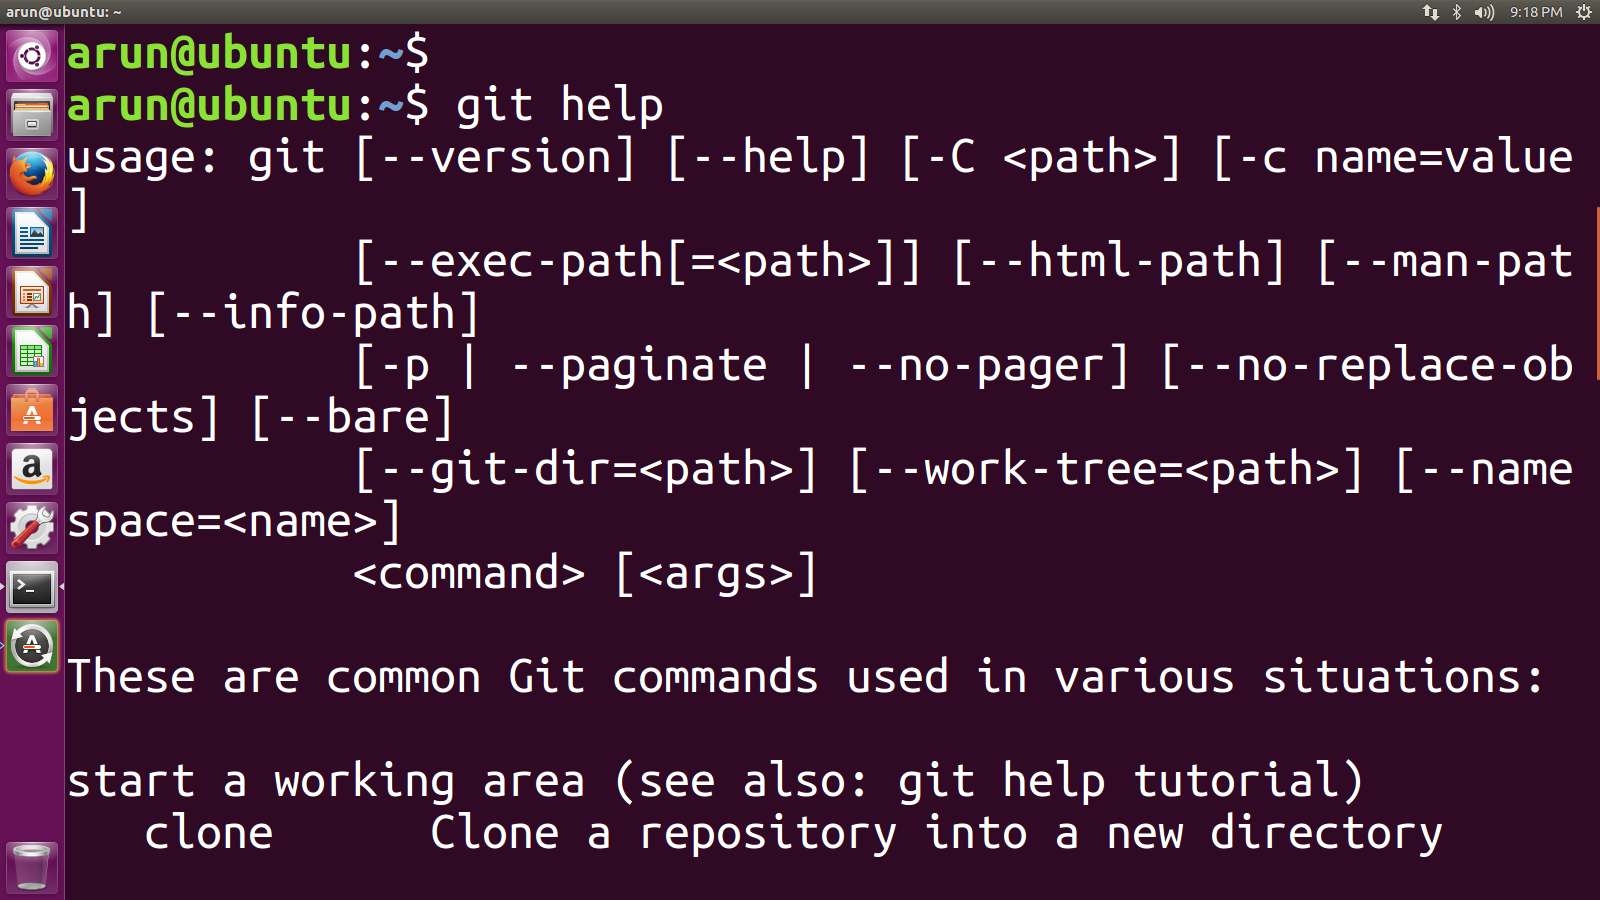 arun@ubuntu: ~
9:18 PM
arun@ubuntu:~$
arun@ubuntu:~$ git help
usage: git [--version] [--help] [-C <path>] [-c name=value
]
[--exec-path[=<path>]] [--html-path] [--man-pat
h] [--info-path]
[-p | --paginate | --no-pager] [--no-replace-ob
jects] [--bare]
[--git-dir=<path>] [--work-tree=<path>] [--name
space=<name>]
<command> [<args>]
These are common Git commands used in various situations:
start a working area (see also: git help tutorial)
clone Clone a repository into a new directory